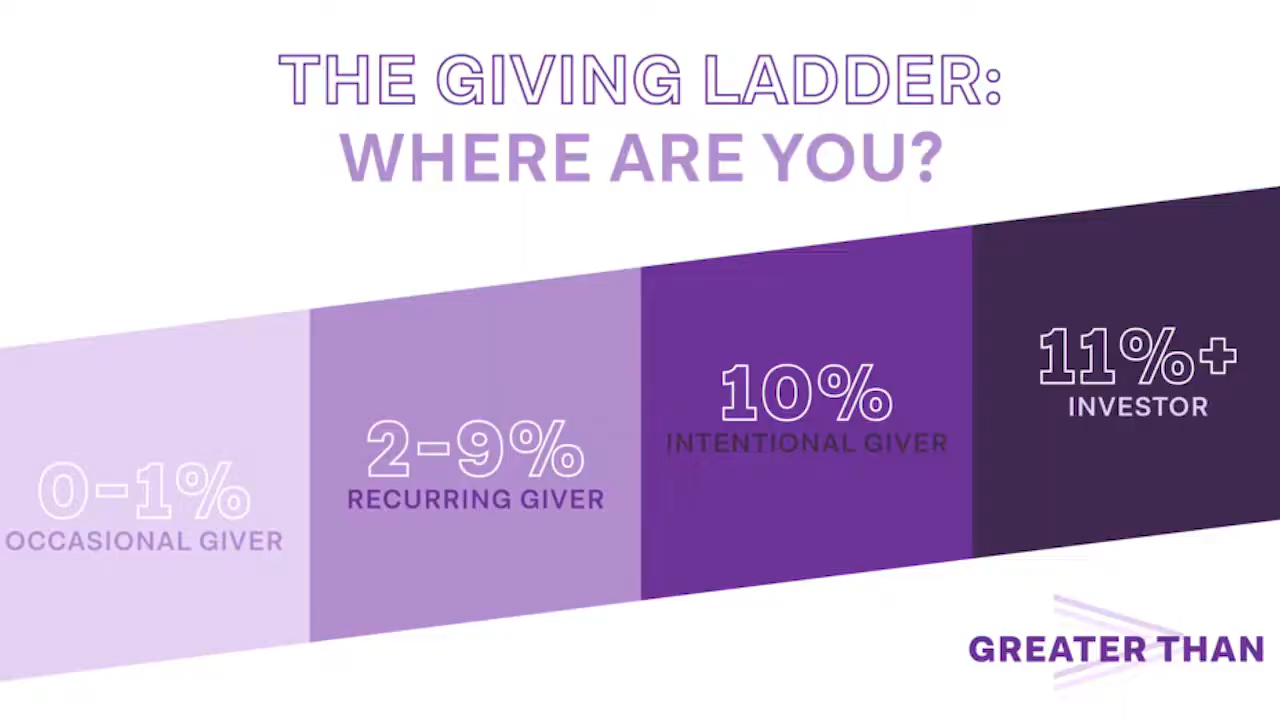 THE GIVING LADDER:
WHERE ARE YOU?
0-1%
OCCASIONAL GIVER
2-9%
RECURRING GIVER
10%
INTENTIONAL GIVER
11%+
INVESTOR
GREATER THAN